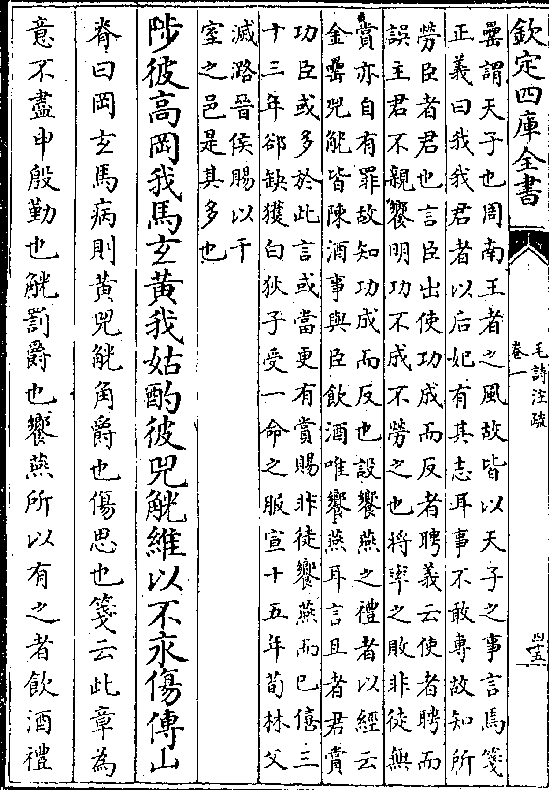 欽定四庫全書
毛詩注疏
卷一
罍謂天子也周南王者之風故皆以天子之事言焉箋
正義曰我我君者以后妃有其志耳事不敢專故知所
勞臣者君也言臣出使功成而反者聘義云使者聘而
誤主君不親饗明功不成不勞之也將率之敗非徒無
賞亦自有罪故知功成而反也設饗燕之禮者以經云
金罍兕觥皆陳酒事與臣飲酒唯饗燕耳言且者君賞
功臣或多於此言或當更有賞賜非徒饗燕而已僖三
十三年郤缺獲白狄子受一命之服宣十五年荀林父
滅潞晉侯賜以千
室之邑是其多也
陟彼高岡我馬玄黃我姑酌彼兕觥維以不永傷傳山
脊曰岡玄馬病則黃兕觥角爵也傷思也箋云此章為
意不盡申殷勤也觥罰爵也饗燕所以有之者飲酒禮